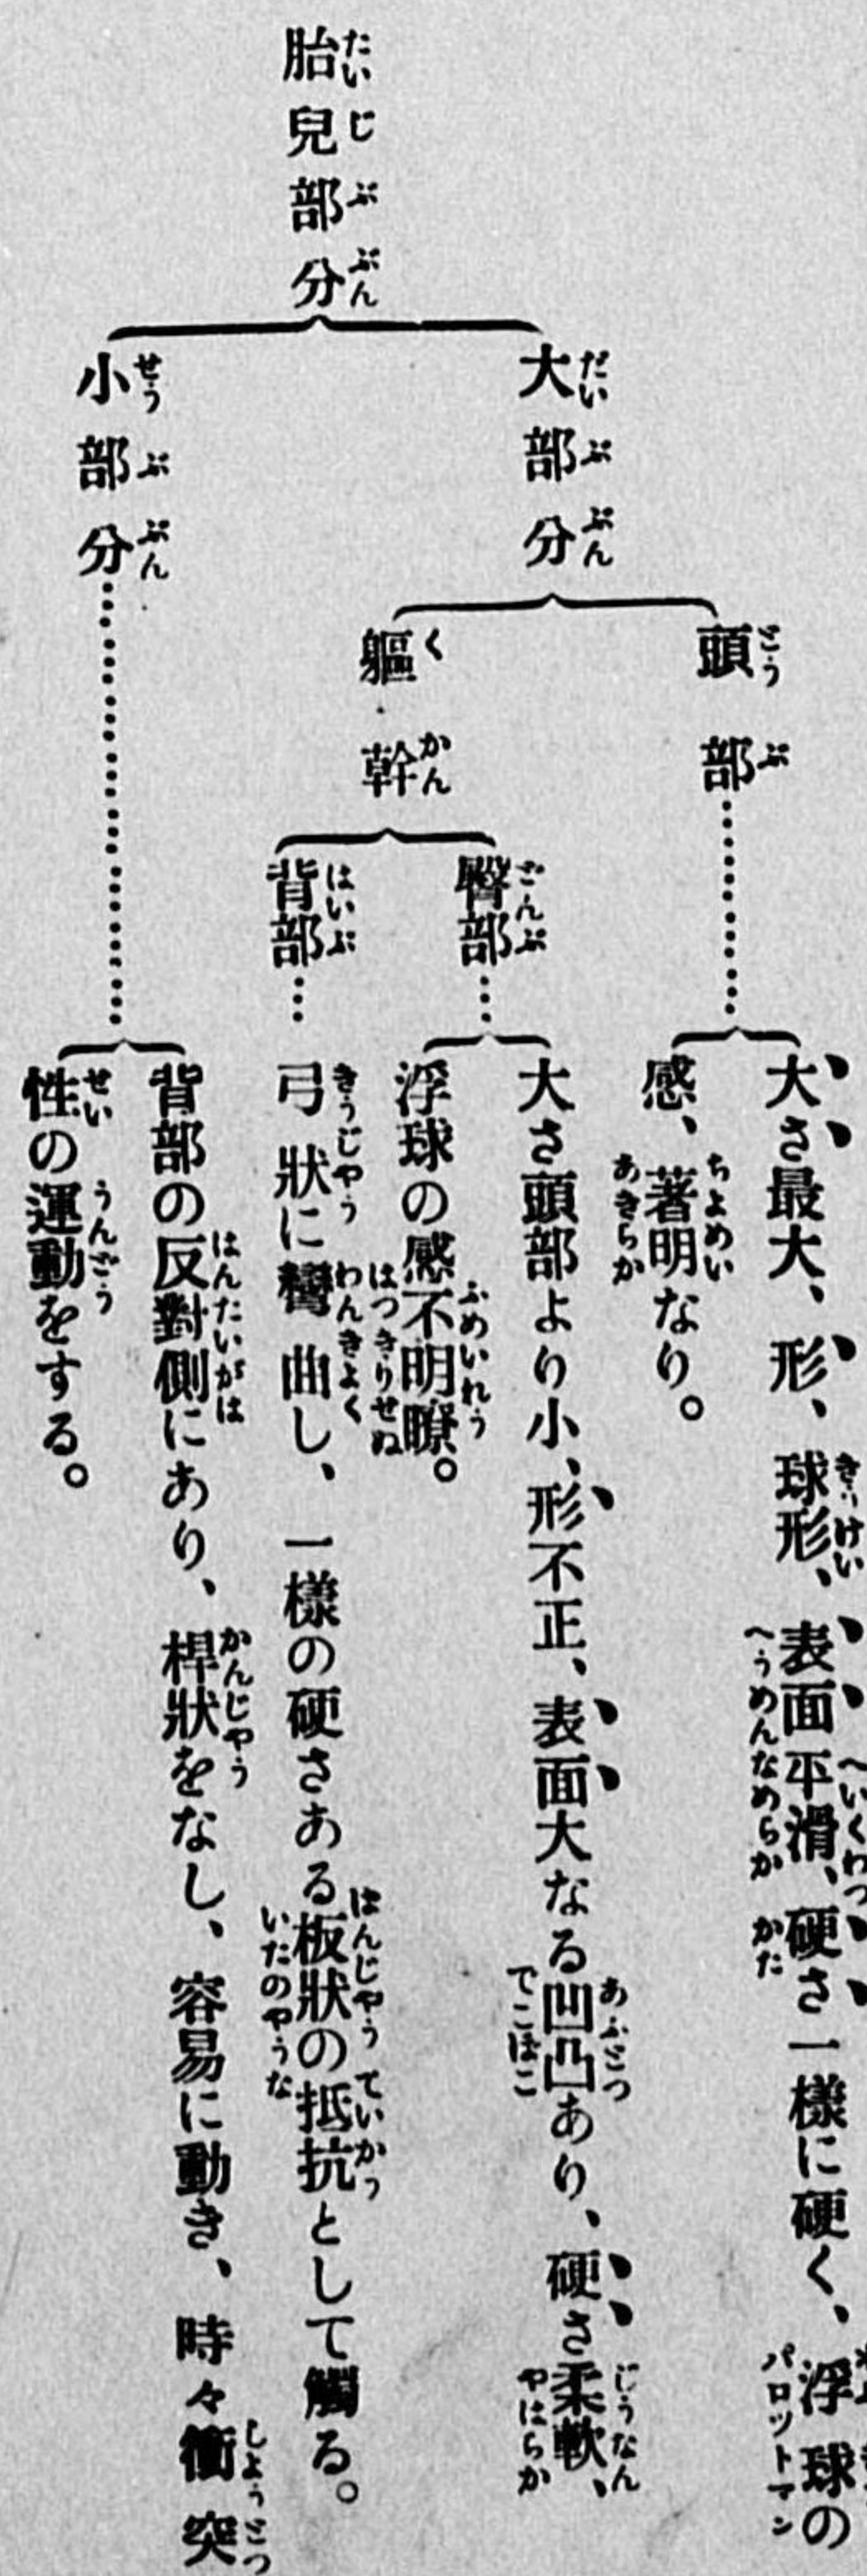 胎兒部分
大部分
頭部
大さ最大、形、球形、表面平滑、硬さ一樣に硬く、浮球の
感、著明なり。
軀幹
臀部
大さ頭部より小、形不正、表面大なる凹凸あり、硬さ柔軟、
浮球の感不明瞭。
背部
弓狀に彎曲し、一樣の硬さある板狀の抵抗として觸る。
小部分
背部の反對側にあり、桿狀をなし、容易に動き、時々衝突
性の運動をする。